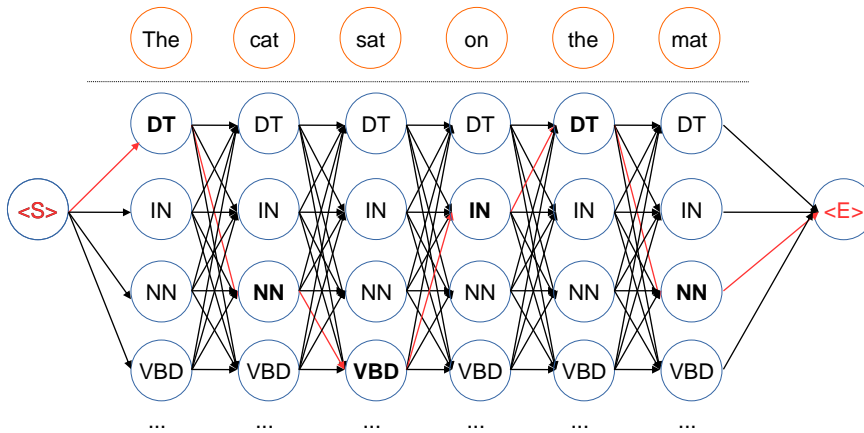 The cat sat on the mat
DT DT DT DT DT DT
<S> IN IN IN IN IN IN <E>
NN NN NN NN NN NN
VBD VBD VBD VBD VBD VBD
... ... ... ... ... ...